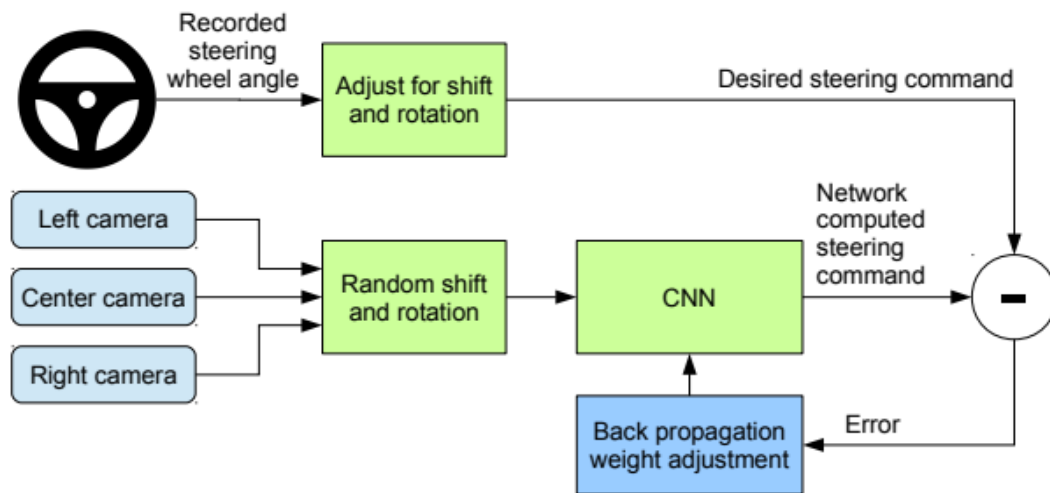 Recorded
steering
wheel angle
Adjust for shift
and rotation
Desired steering command
Left camera
Center camera
Right camera
Random shift
and rotation
CNN
Network
computed
steering
command
-
Back propagation
weight adjustment
Error